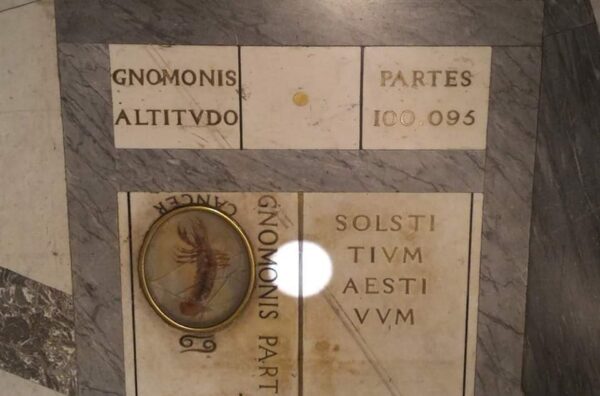 GNOMONIS
ALTITVDO
PARTES
100.095
CANCER
GNOMONIS PART
SOLSTI
TIVM
AESTI
VVM
♋